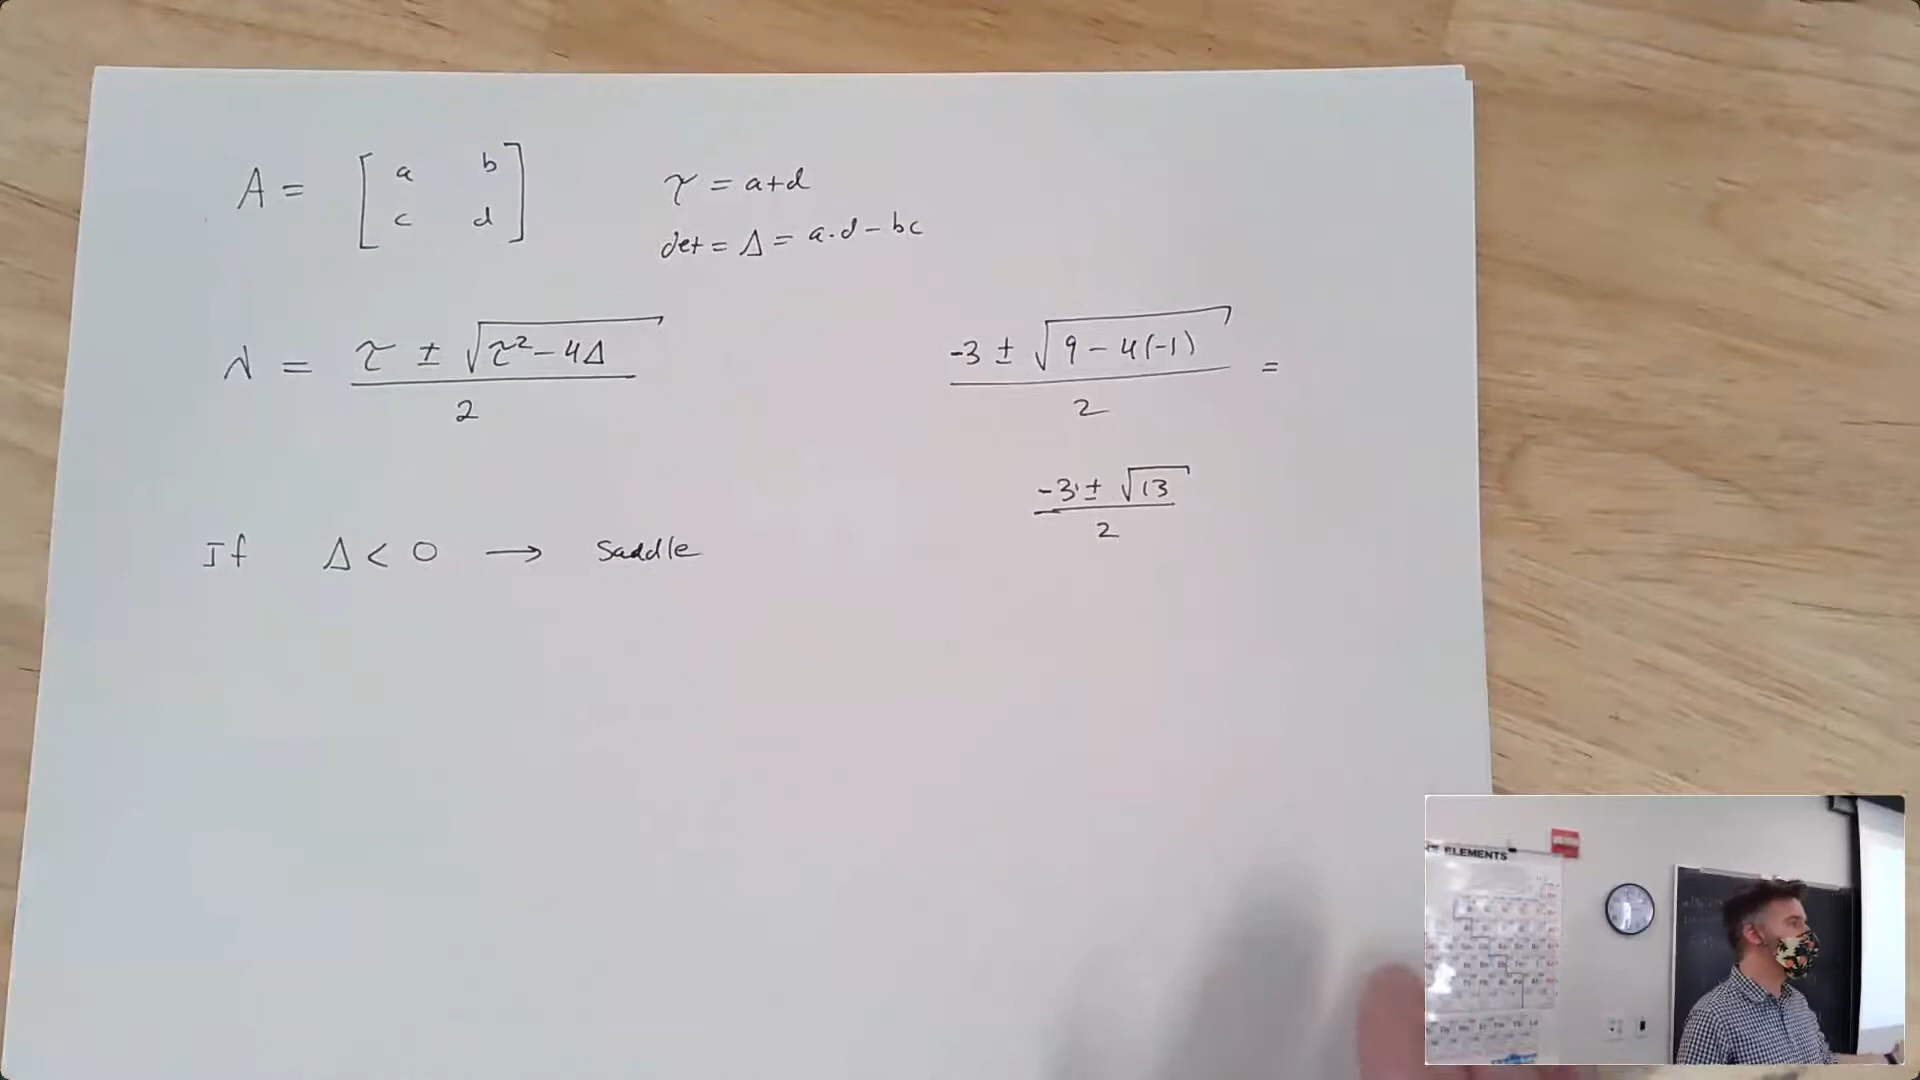 A = [ a b
c d ]
τ = a+d
det = Δ = a·d - bc
λ = (τ ± √(τ² - 4Δ)) / 2
(-3 ± √(9 - 4(-1))) / 2 =
(-3 ± √13) / 2
If Δ < 0 → Saddle
ELEMENTS